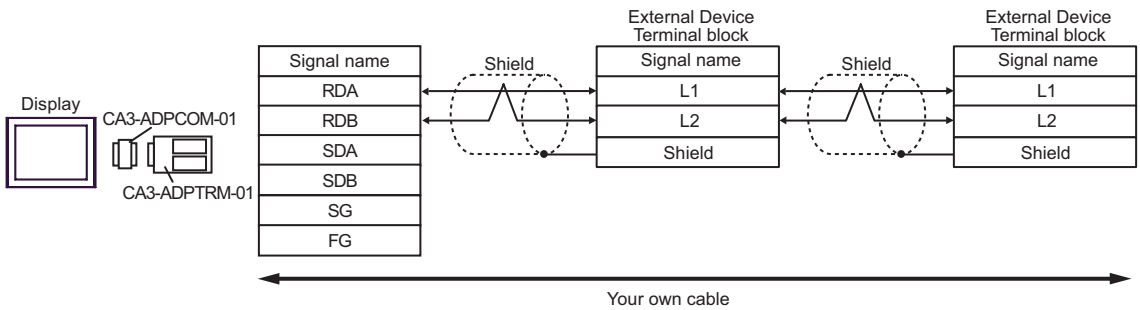 Display
CA3-ADPCOM-01
CA3-ADPTRM-01
Signal name
RDA
RDB
SDA
SDB
SG
FG
Shield
External Device
Terminal block
Signal name
L1
L2
Shield
Shield
External Device
Terminal block
Signal name
L1
L2
Shield
Your own cable